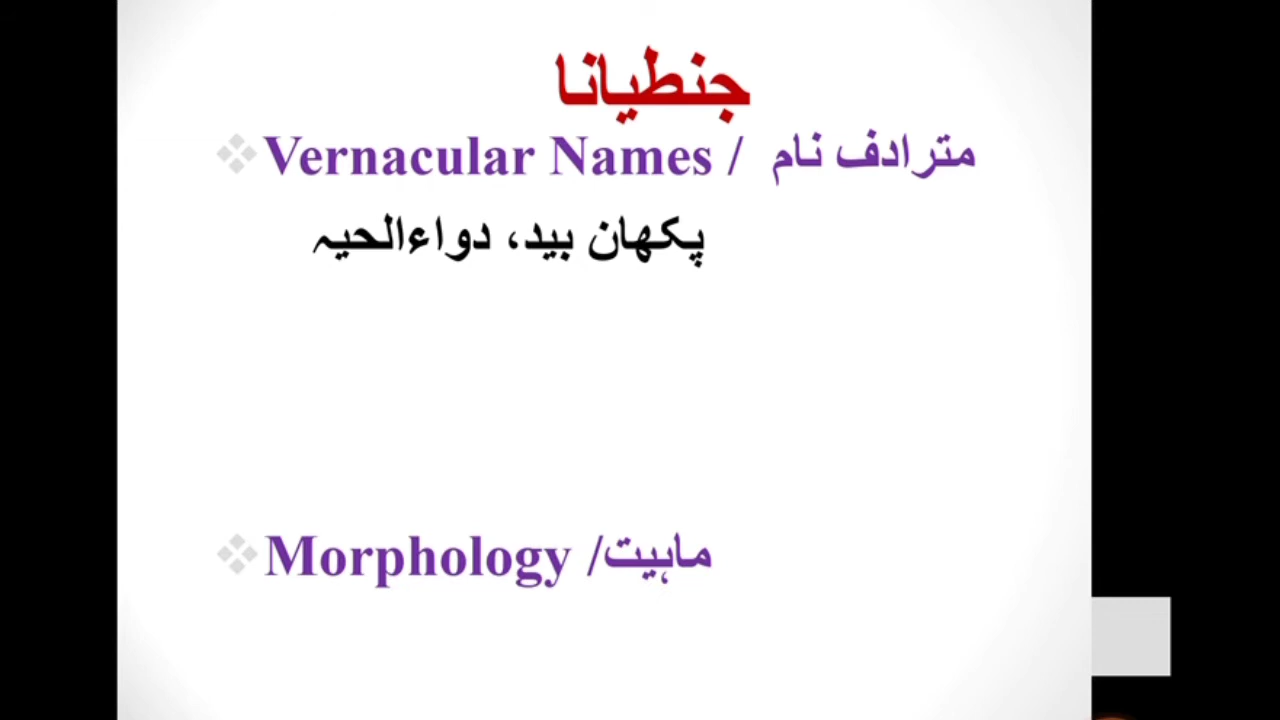 جنطیانا
Vernacular Names / مترادف نام
پکھان بید، دواءالحیہ
Morphology /ماہیت